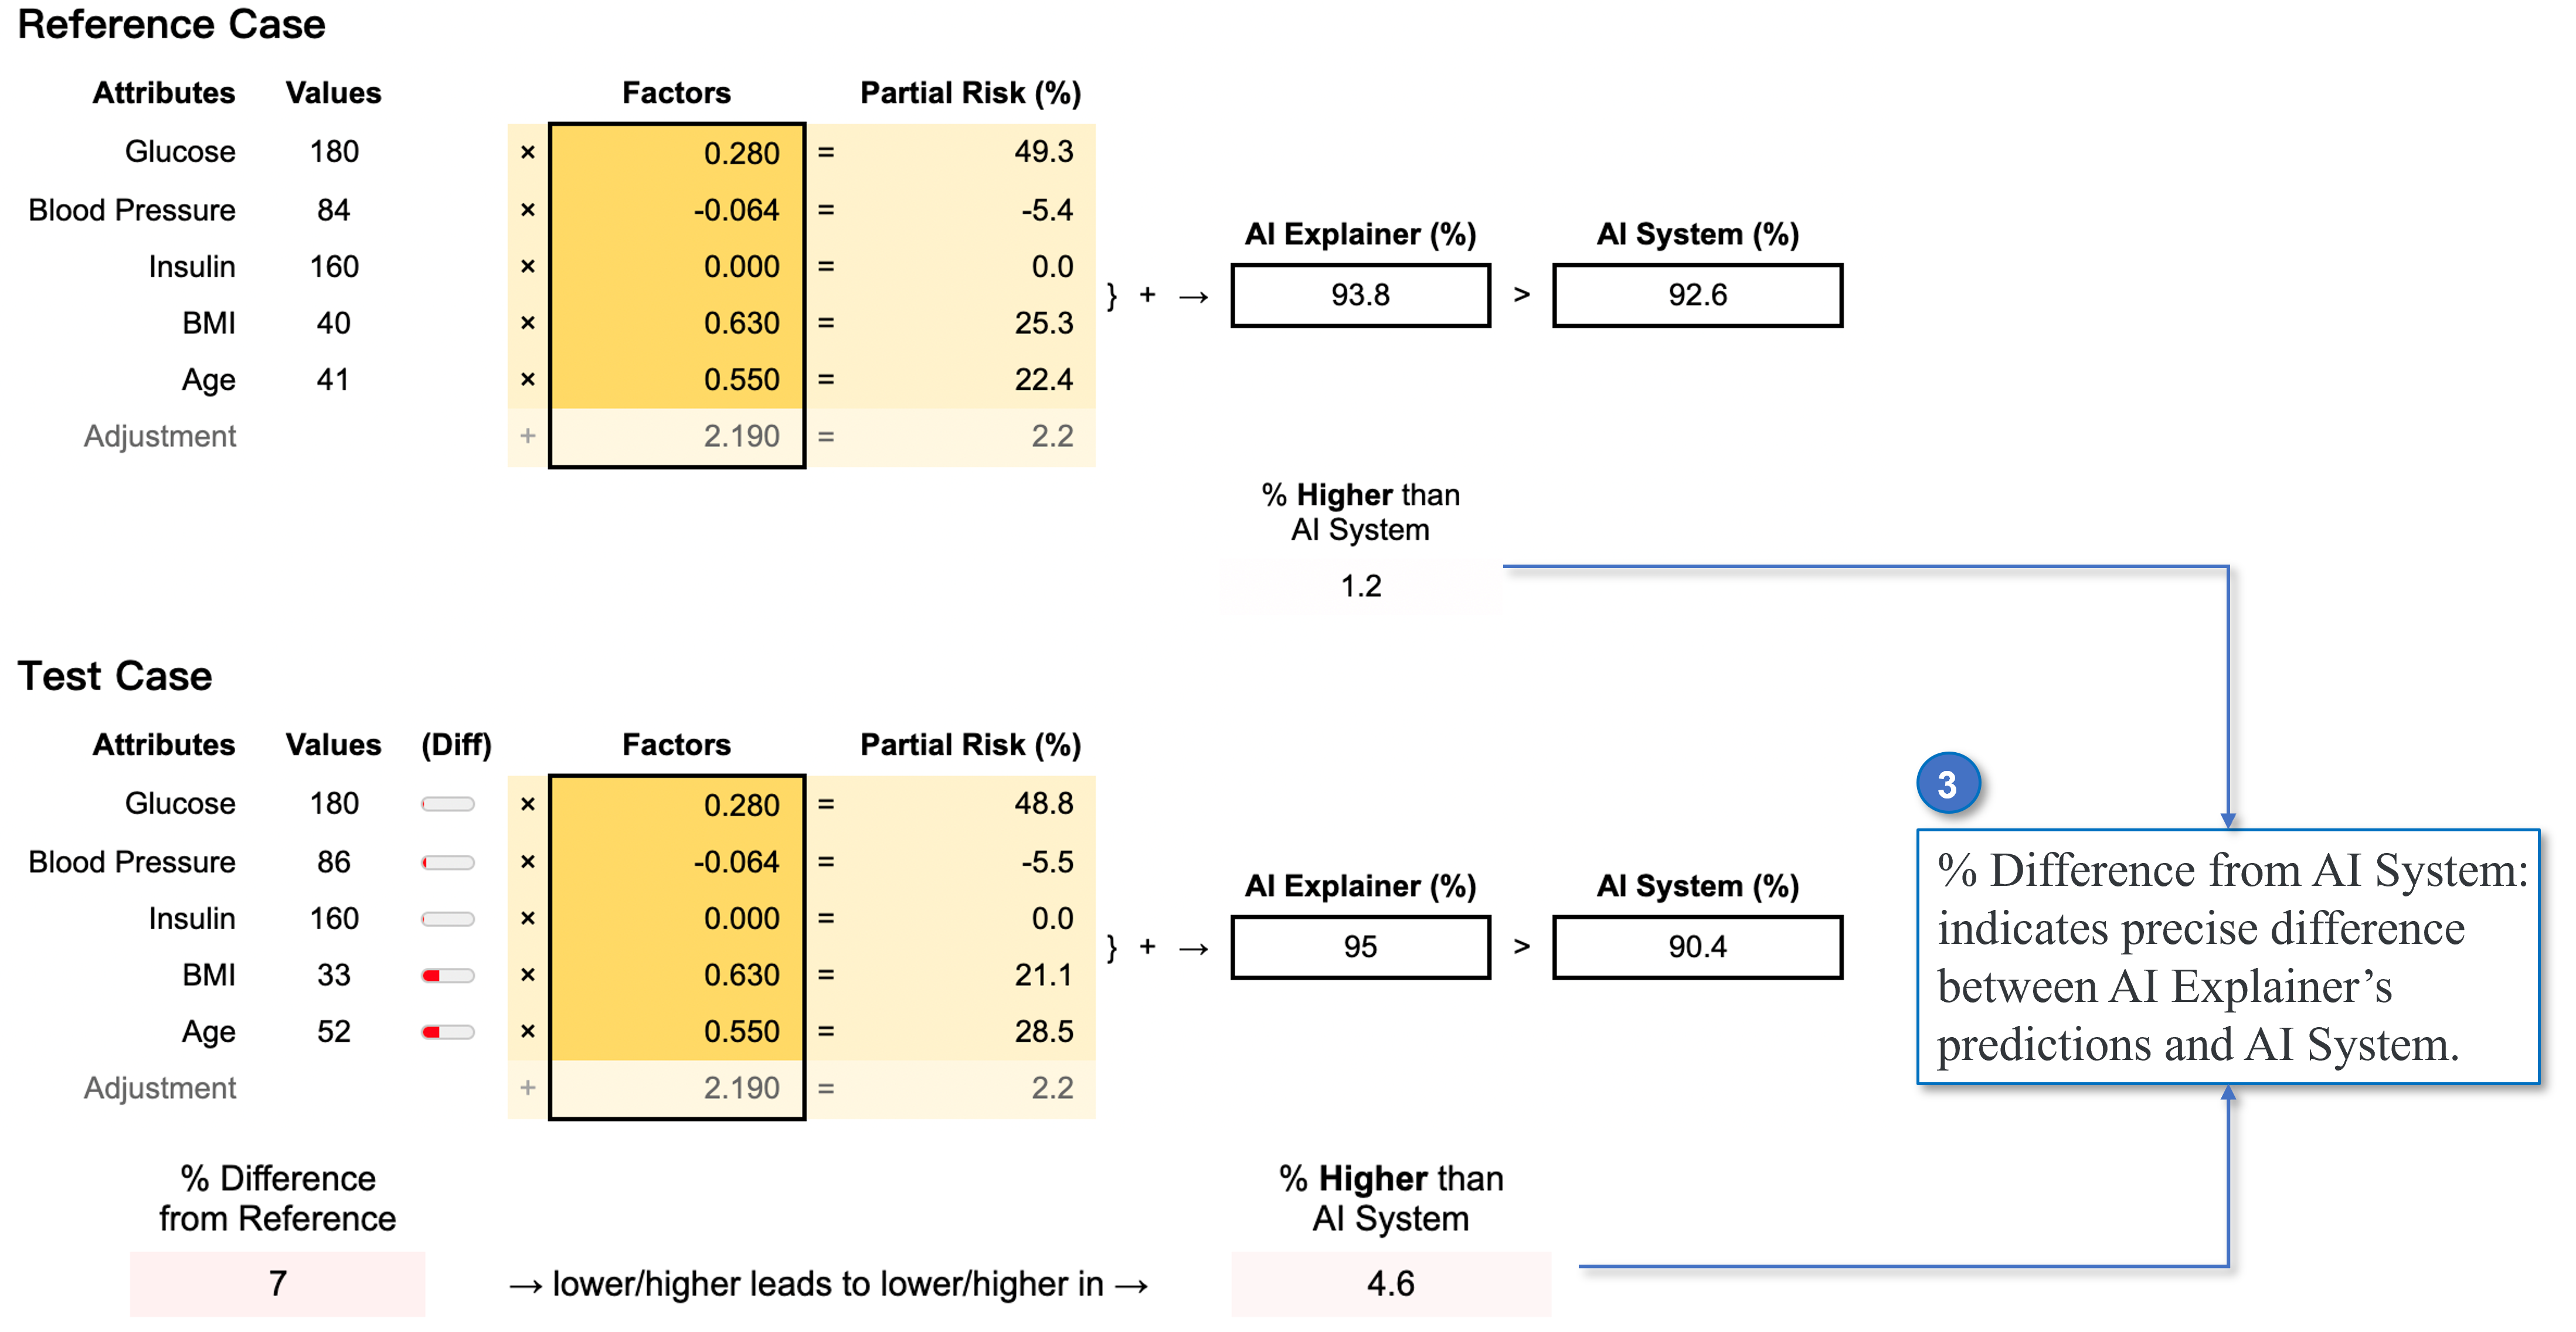 Reference Case
Attributes Values Factors Partial Risk (%)
Glucose 180 × 0.280 = 49.3
Blood Pressure 84 × -0.064 = -5.4
Insulin 160 × 0.000 = 0.0
BMI 40 × 0.630 = 25.3
Age 41 × 0.550 = 22.4
Adjustment + 2.190 = 2.2
AI Explainer (%) AI System (%)
} + → 93.8 > 92.6
% Higher than
AI System
1.2
Test Case
Attributes Values (Diff) Factors Partial Risk (%)
Glucose 180 × 0.280 = 48.8
Blood Pressure 86 × -0.064 = -5.5
Insulin 160 × 0.000 = 0.0
BMI 33 × 0.630 = 21.1
Age 52 × 0.550 = 28.5
Adjustment + 2.190 = 2.2
AI Explainer (%) AI System (%)
} + → 95 > 90.4
3
% Difference from AI System:
indicates precise difference
between AI Explainer’s
predictions and AI System.
% Difference
from Reference
7
→ lower/higher leads to lower/higher in →
% Higher than
AI System
4.6